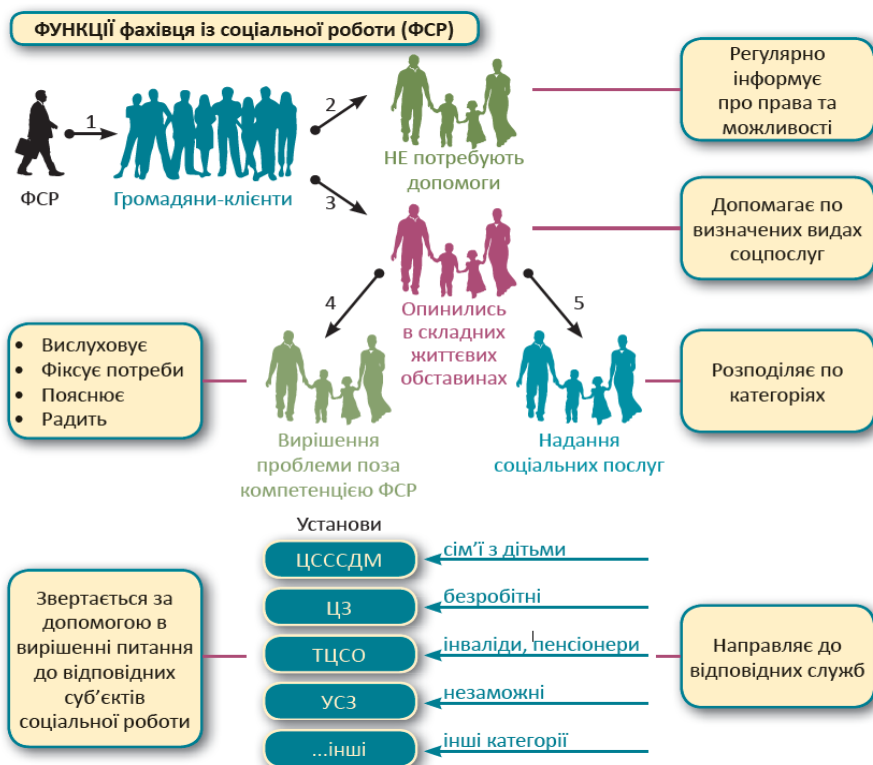 ФУНКЦІЇ фахівця із соціальної роботи (ФСР)
1
ФСР
Громадяни-клієнти
2
НЕ потребують
допомоги
Регулярно
інформує
про права та
можливості
3
Опинились
в складних
життєвих
обставинах
Допомагає по
визначених видах
соцпослуг
4
5
• Вислуховує
• Фіксує потреби
• Пояснює
• Радить
Вирішення
проблеми поза
компетенцією ФСР
Надання
соціальних послуг
Розподіляє по
категоріях
Установи
ЦСССДМ
сім’ї з дітьми
ЦЗ
безробітні
ТЦСО
інваліди, пенсіонери
УСЗ
незаможні
...інші
інші категорії
Звертається за
допомогою в
вирішенні питання
до відповідних
суб’єктів
соціальної роботи
Направляє до
відповідних служб